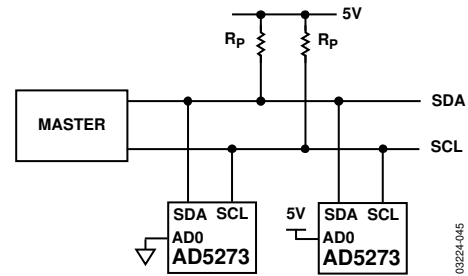 5V
RP RP
SDA
MASTER
SCL
SDA SCL
5V
SDA SCL
AD0
AD5273
AD0
AD5273
03224-045